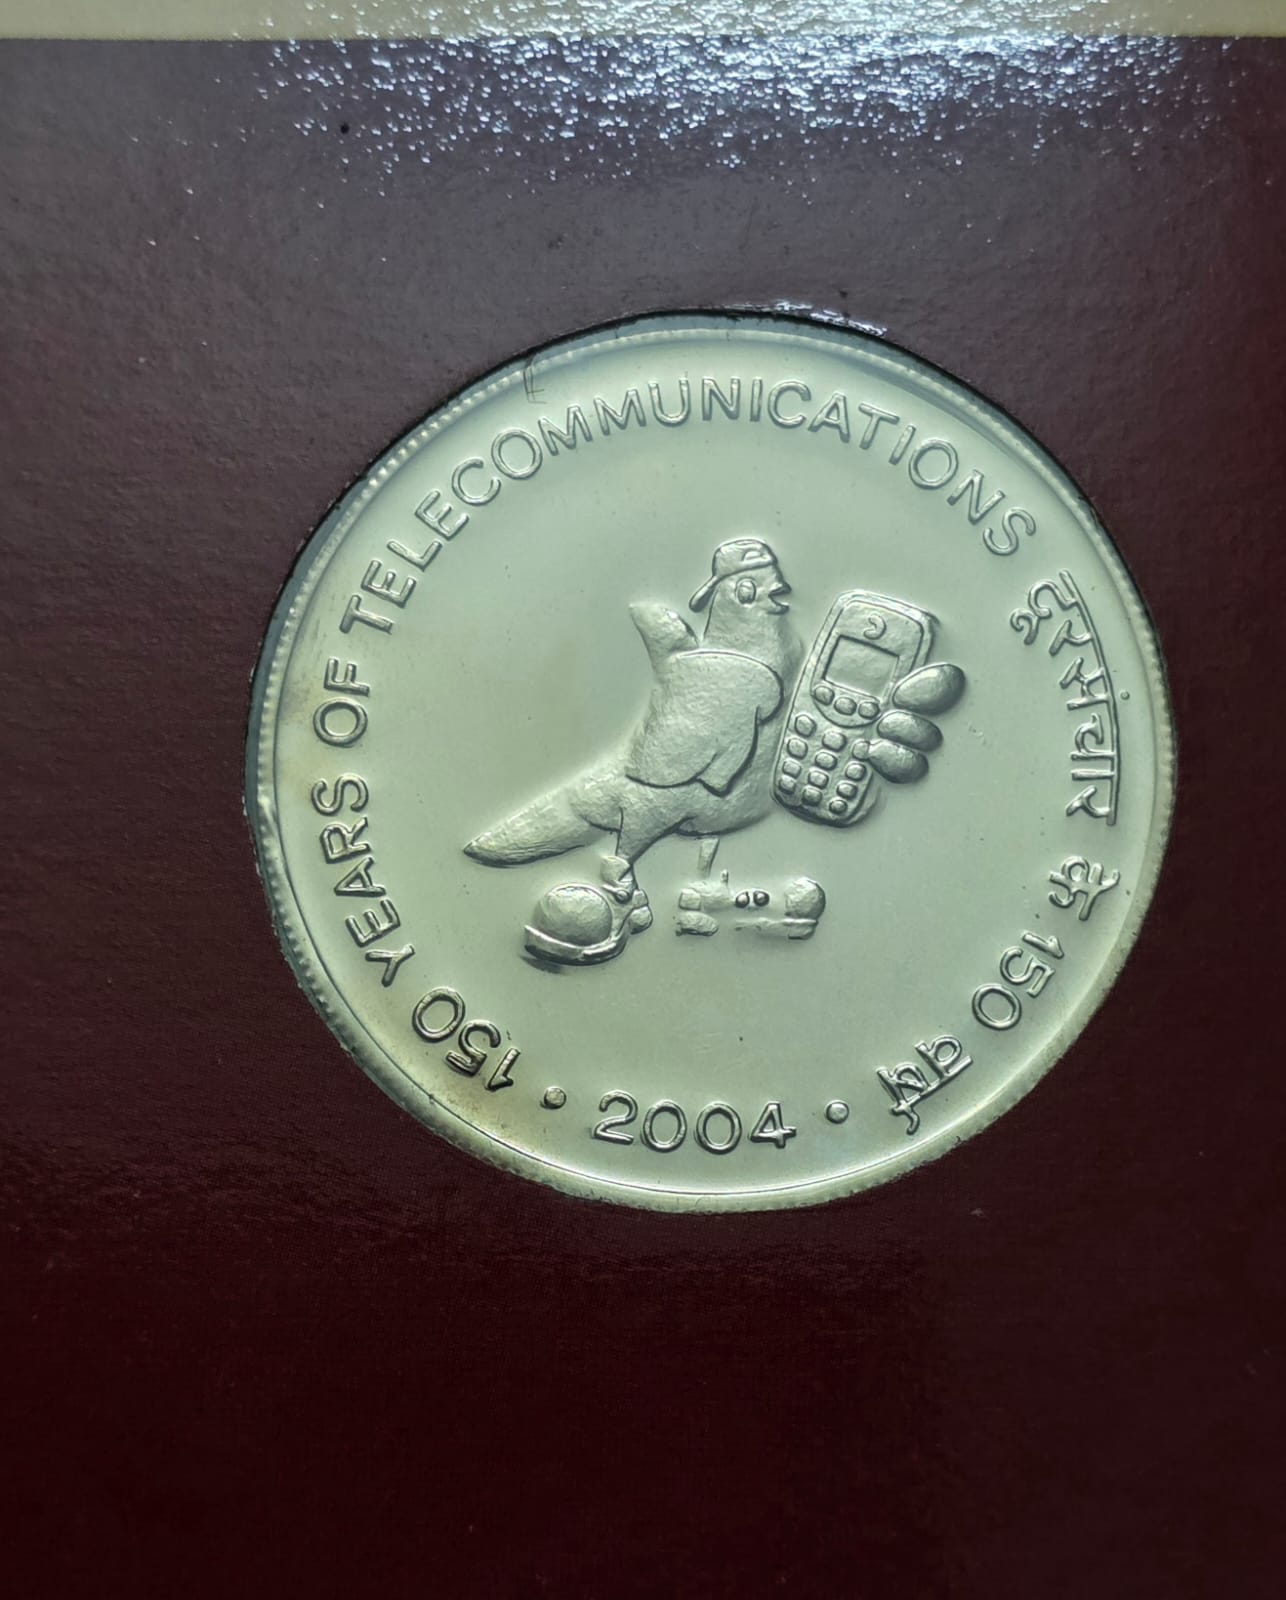 150 YEARS OF TELECOMMUNICATIONS
दूरसंचार के 150 वर्ष
• 2004 •